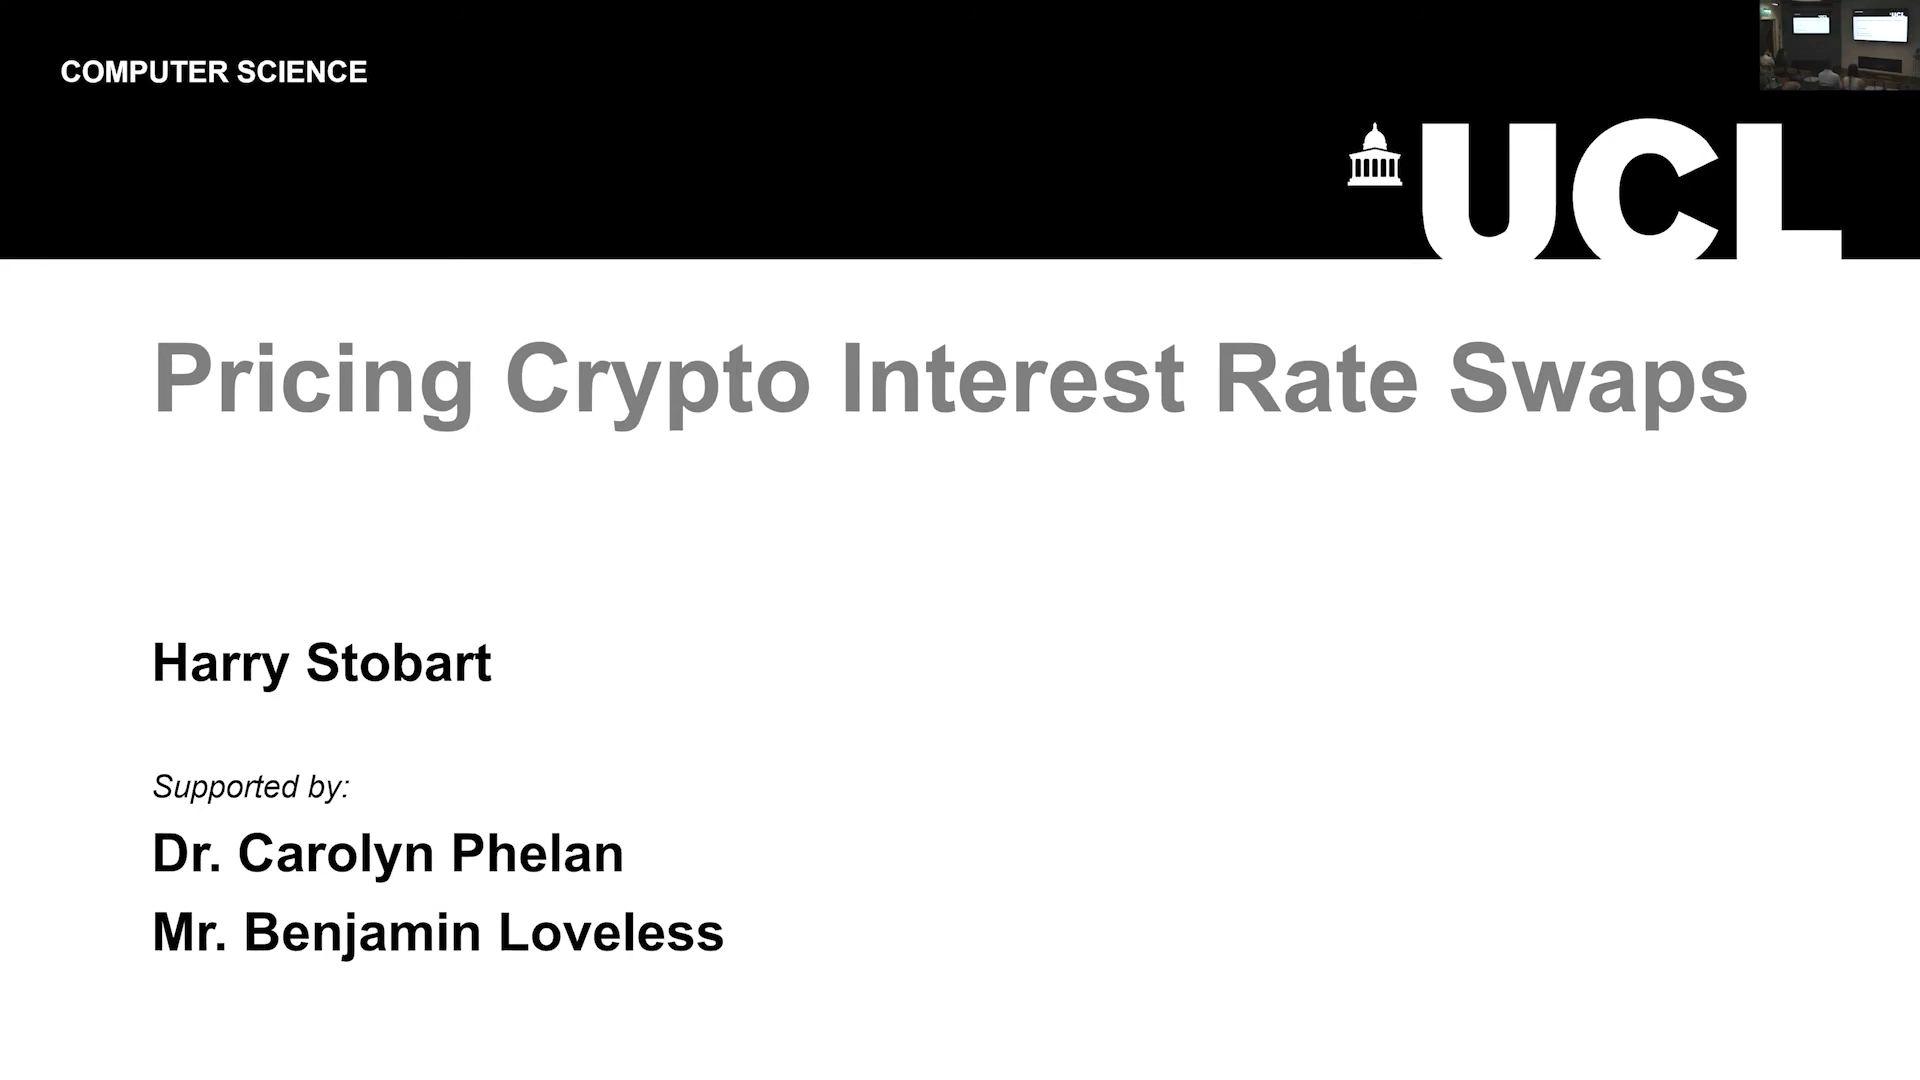 COMPUTER SCIENCE
UCL
Pricing Crypto Interest Rate Swaps
Harry Stobart
Supported by:
Dr. Carolyn Phelan
Mr. Benjamin Loveless